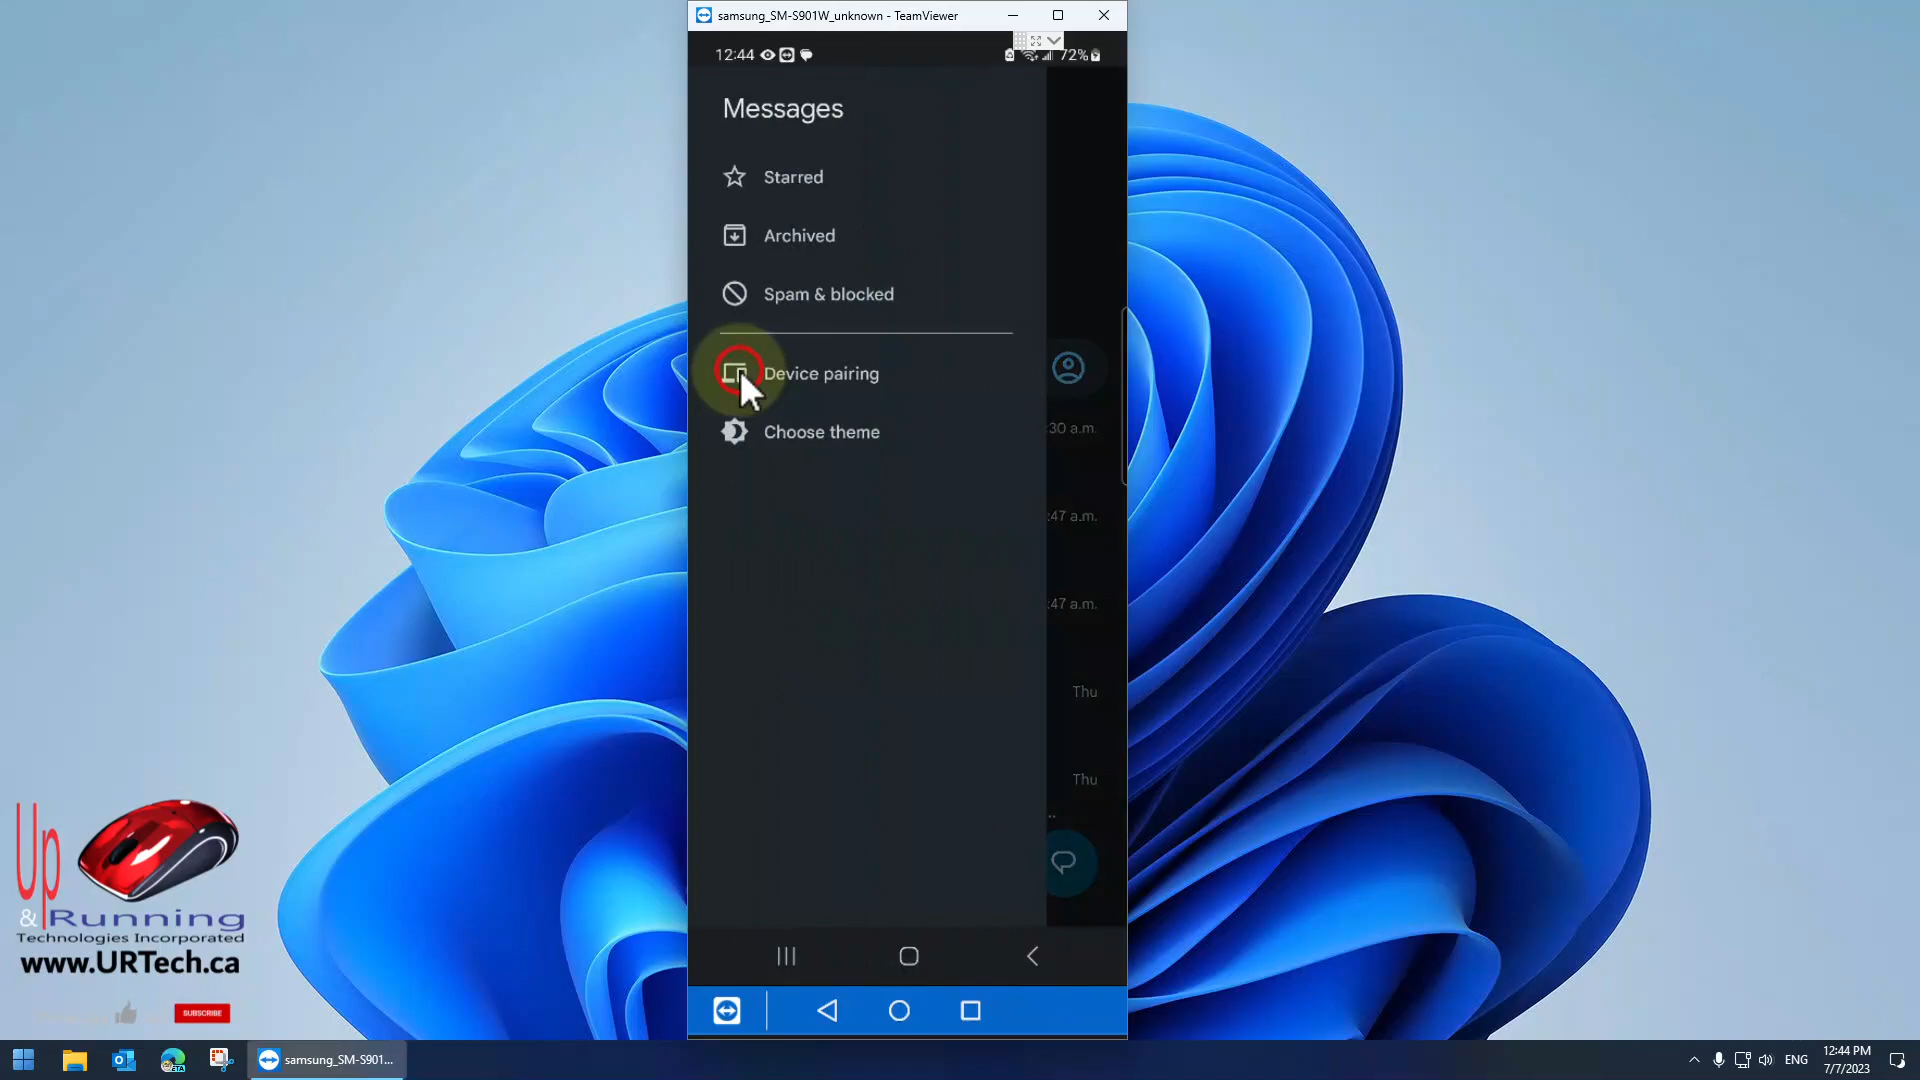 samsung_SM-S901W_unknown - TeamViewer
12:44
72%
Messages
Starred
Archived
Spam & blocked
Device pairing
Choose theme
:30 a.m.
:47 a.m.
:47 a.m.
Thu
Thu
..
Up
& Running
Technologies Incorporated
www.URTech.ca
SUBSCRIBE
samsung_SM-S901...
BETA
ENG
12:44 PM
7/7/2023